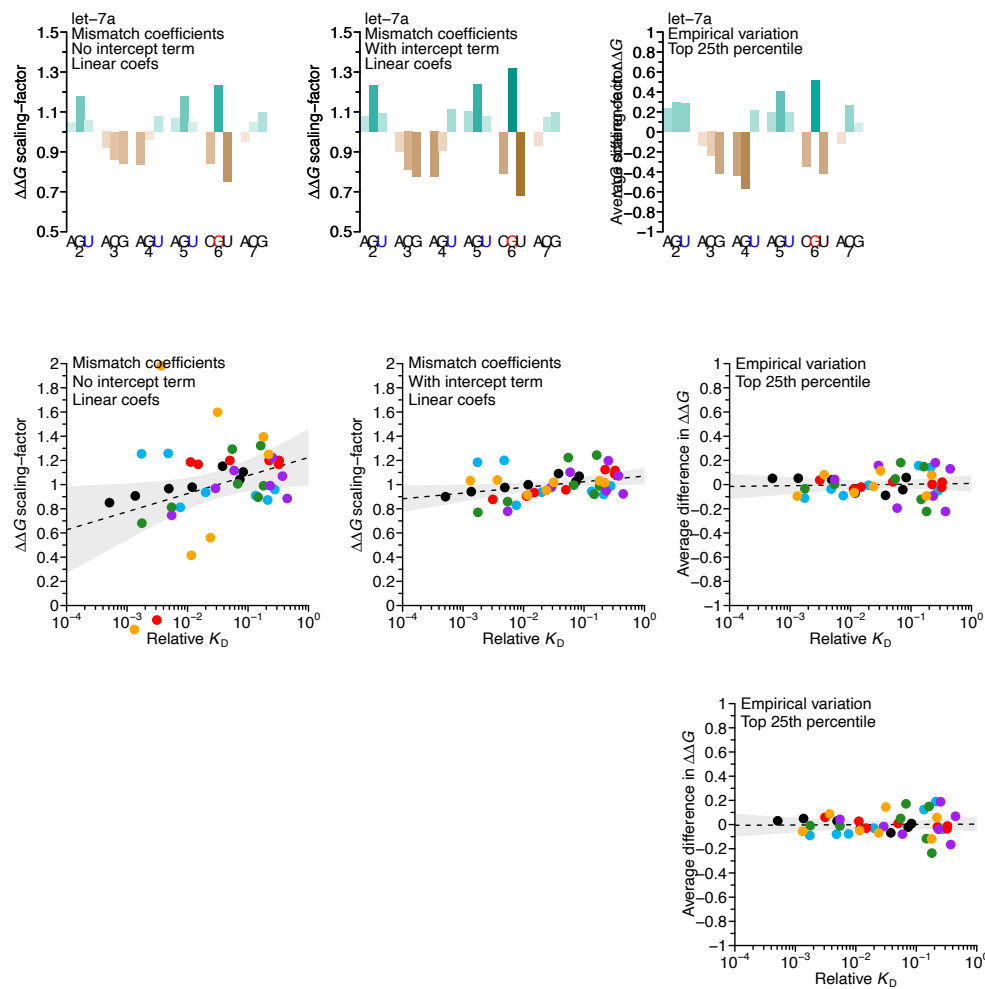 let-7a
Mismatch coefficients
No intercept term
Linear coefs
1.5
1.3
1.1
0.9
0.7
0.5
ΔΔG scaling−factor
AGU ACG AGU AGU CGU ACG
2 3 4 5 6 7
let-7a
Mismatch coefficients
With intercept term
Linear coefs
1.5
1.3
1.1
0.9
0.7
0.5
ΔΔG scaling−factor
AGU ACG AGU AGU CGU ACG
2 3 4 5 6 7
let-7a
Empirical variation
Top 25th percentile
1
0.8
0.6
0.4
0.2
0
−0.2
−0.4
−0.6
−0.8
−1
AGU ACG AGU AGU CGU ACG
2 3 4 5 6 7
Mismatch coefficients
No intercept term
Linear coefs
2
1.8
1.6
1.4
1.2
1
0.8
0.6
0.4
0.2
0
ΔΔG scaling−factor
10⁻⁴ 10⁻³ 10⁻² 10⁻¹ 10⁰
Relative K_D
Mismatch coefficients
With intercept term
Linear coefs
2
1.8
1.6
1.4
1.2
1
0.8
0.6
0.4
0.2
0
ΔΔG scaling−factor
10⁻⁴ 10⁻³ 10⁻² 10⁻¹ 10⁰
Relative K_D
Empirical variation
Top 25th percentile
1
0.8
0.6
0.4
0.2
0
−0.2
−0.4
−0.6
−0.8
−1
Average difference in ΔΔG
10⁻⁴ 10⁻³ 10⁻² 10⁻¹ 10⁰
Relative K_D
Empirical variation
Top 25th percentile
1
0.8
0.6
0.4
0.2
0
−0.2
−0.4
−0.6
−0.8
−1
Average difference in ΔΔG
10⁻⁴ 10⁻³ 10⁻² 10⁻¹ 10⁰
Relative K_D